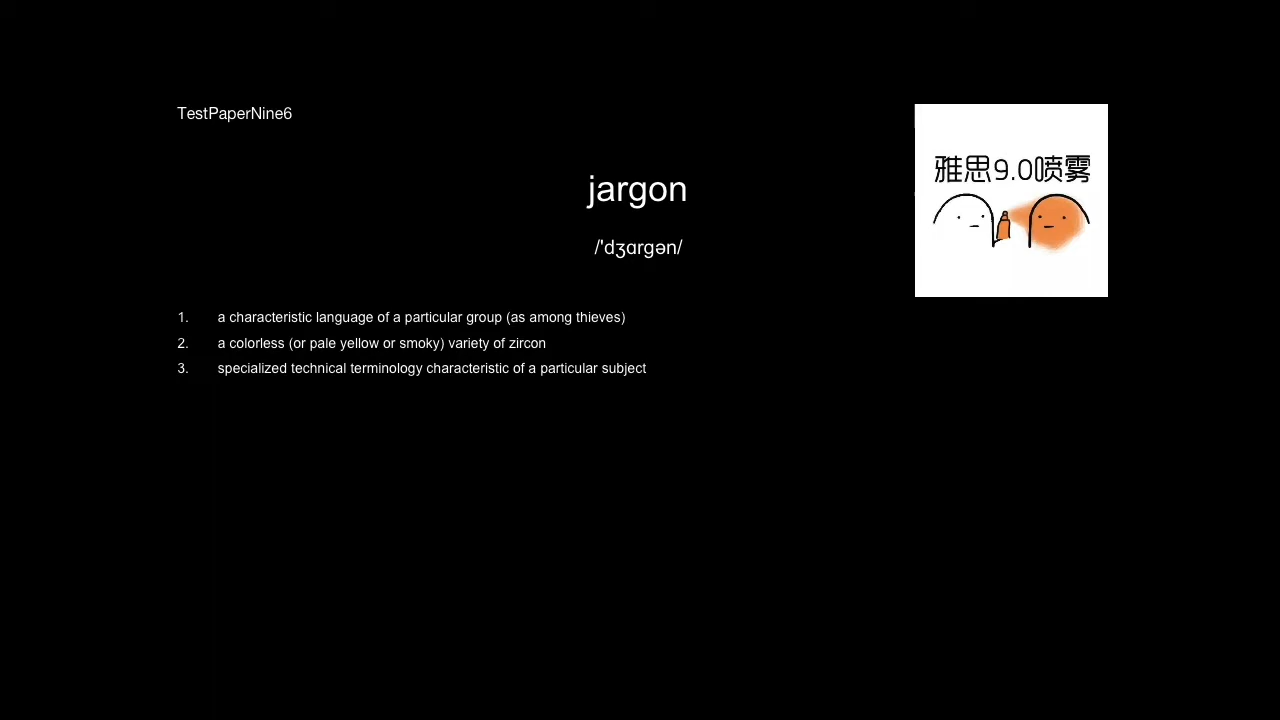 TestPaperNine6
雅思9.0喷雾
jargon
/ˈdʒɑrgən/
1. a characteristic language of a particular group (as among thieves)
2. a colorless (or pale yellow or smoky) variety of zircon
3. specialized technical terminology characteristic of a particular subject